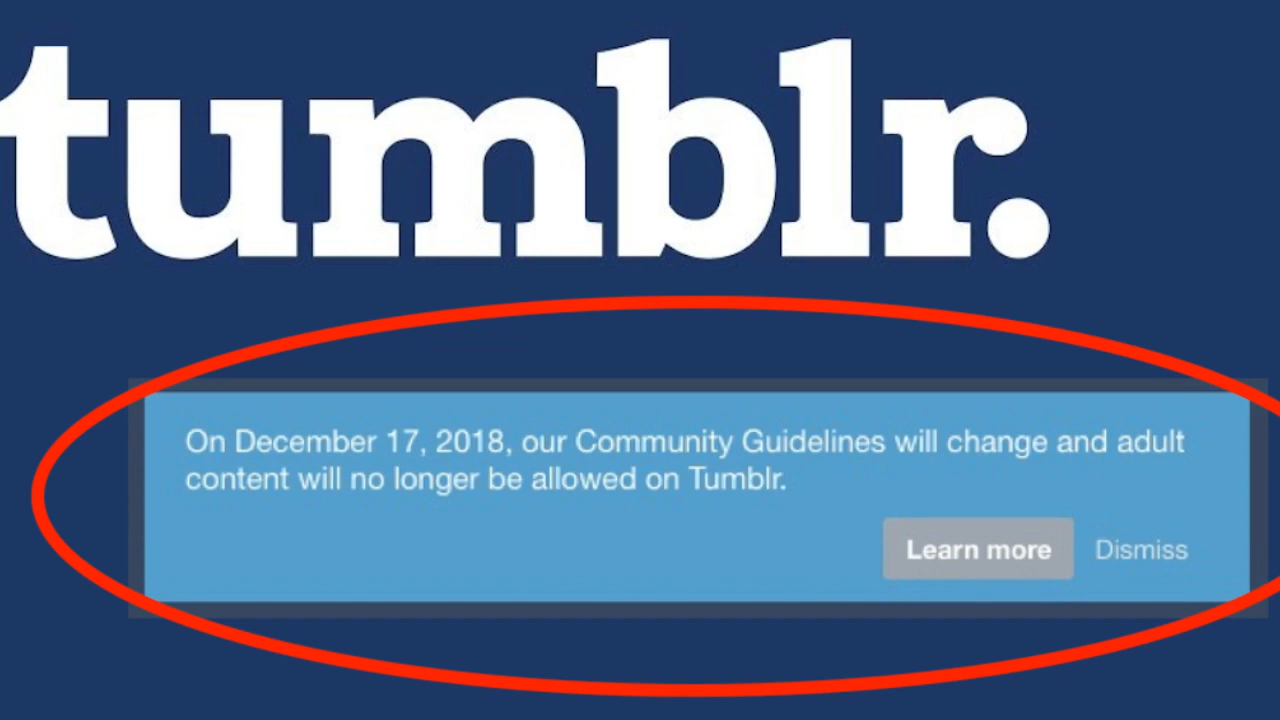 tumblr.
On December 17, 2018, our Community Guidelines will change and adult
content will no longer be allowed on Tumblr.
Learn more Dismiss